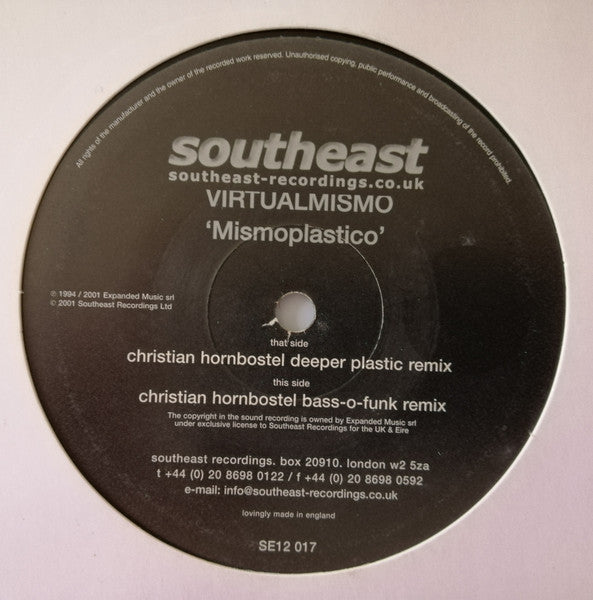 All rights of the manufacturer and the owner of the recorded work reserved. Unauthorised copying, public performance and broadcasting of the record prohibited.
southeast
southeast-recordings.co.uk
VIRTUALMISMO
‘Mismoplastico’
℗ 1994 / 2001 Expanded Music srl
© 2001 Southeast Recordings Ltd
that side
christian hornbostel deeper plastic remix
this side
christian hornbostel bass-o-funk remix
The copyright in the sound recording is owned by Expanded Music srl
under exclusive license to Southeast Recordings for the UK & Eire
southeast recordings. box 20910. london w2 5za
t +44 (0) 20 8698 0122 / f +44 (0) 20 8698 0592
e-mail: info@southeast-recordings.co.uk
lovingly made in england
SE12 017